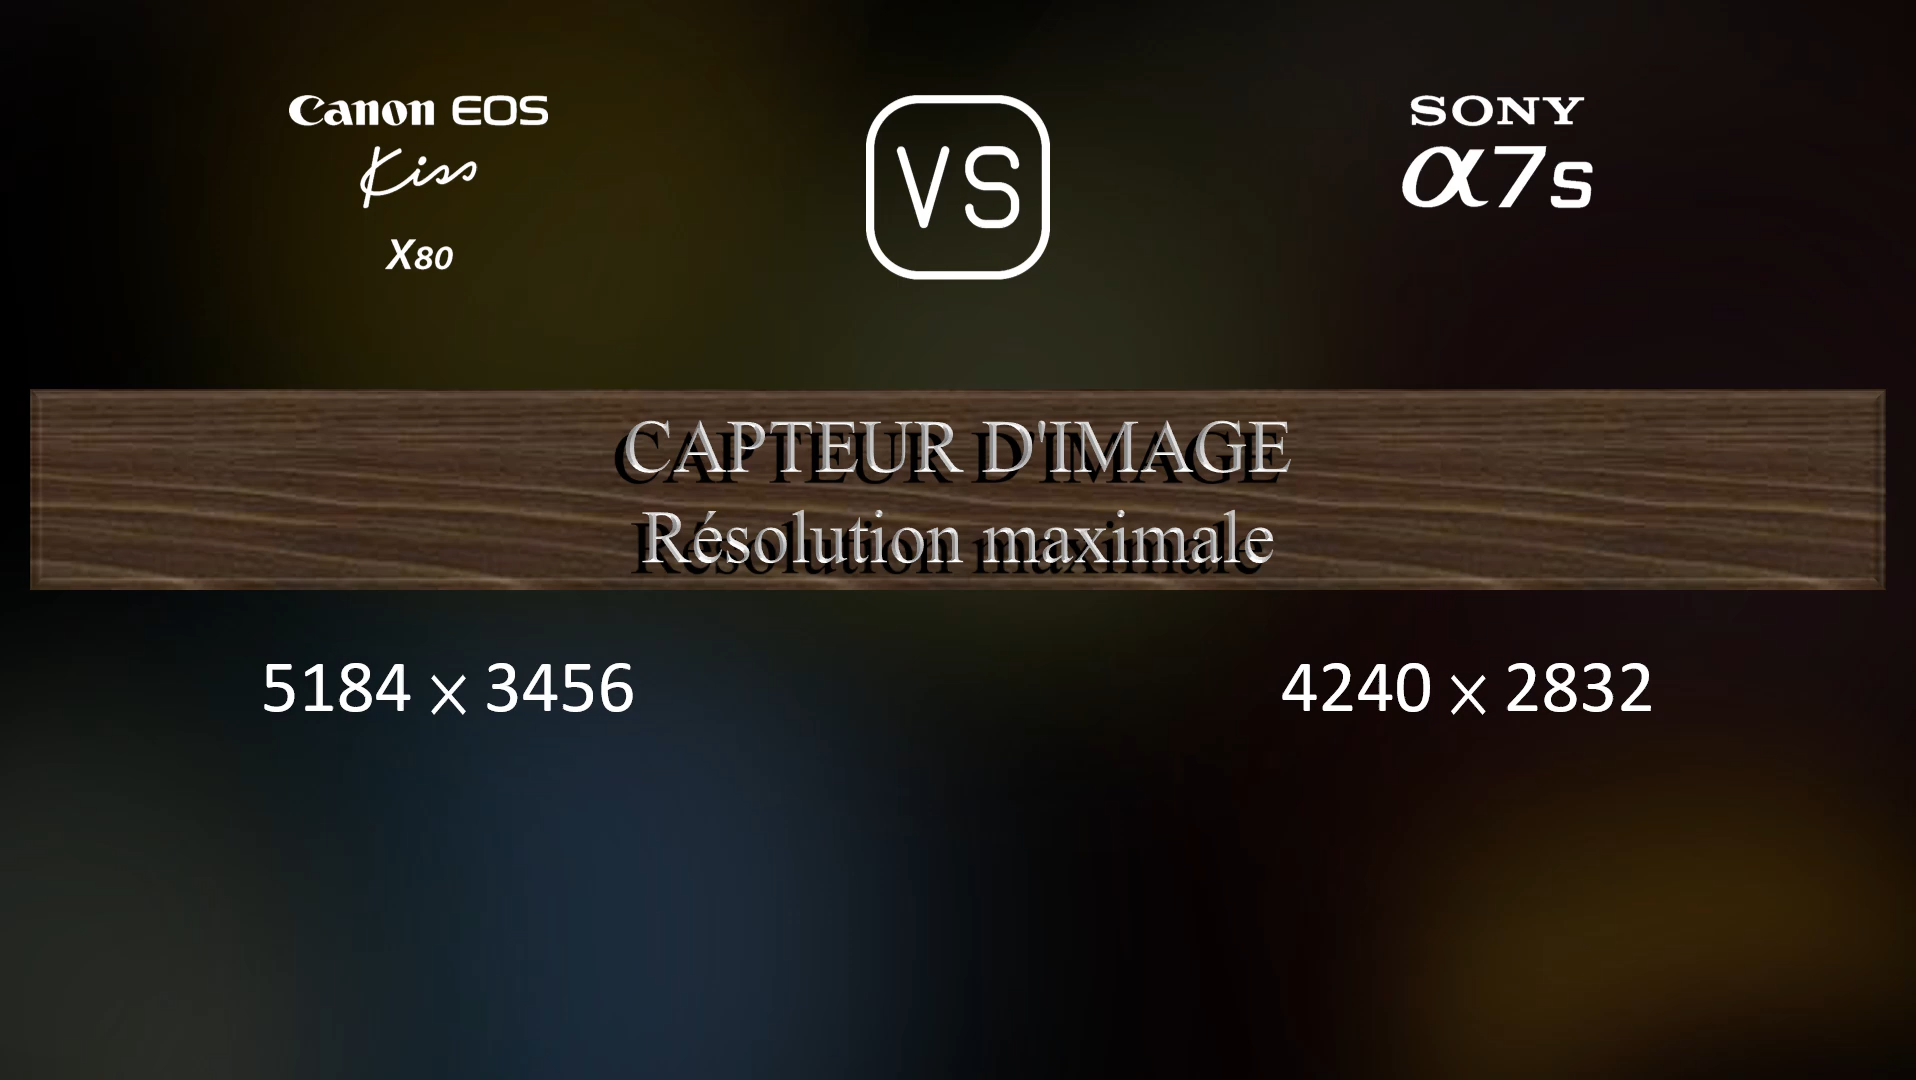 Canon EOS
Kiss
X80
VS
SONY
α7s
CAPTEUR D'IMAGE
Résolution maximale
5184 x 3456
4240 x 2832